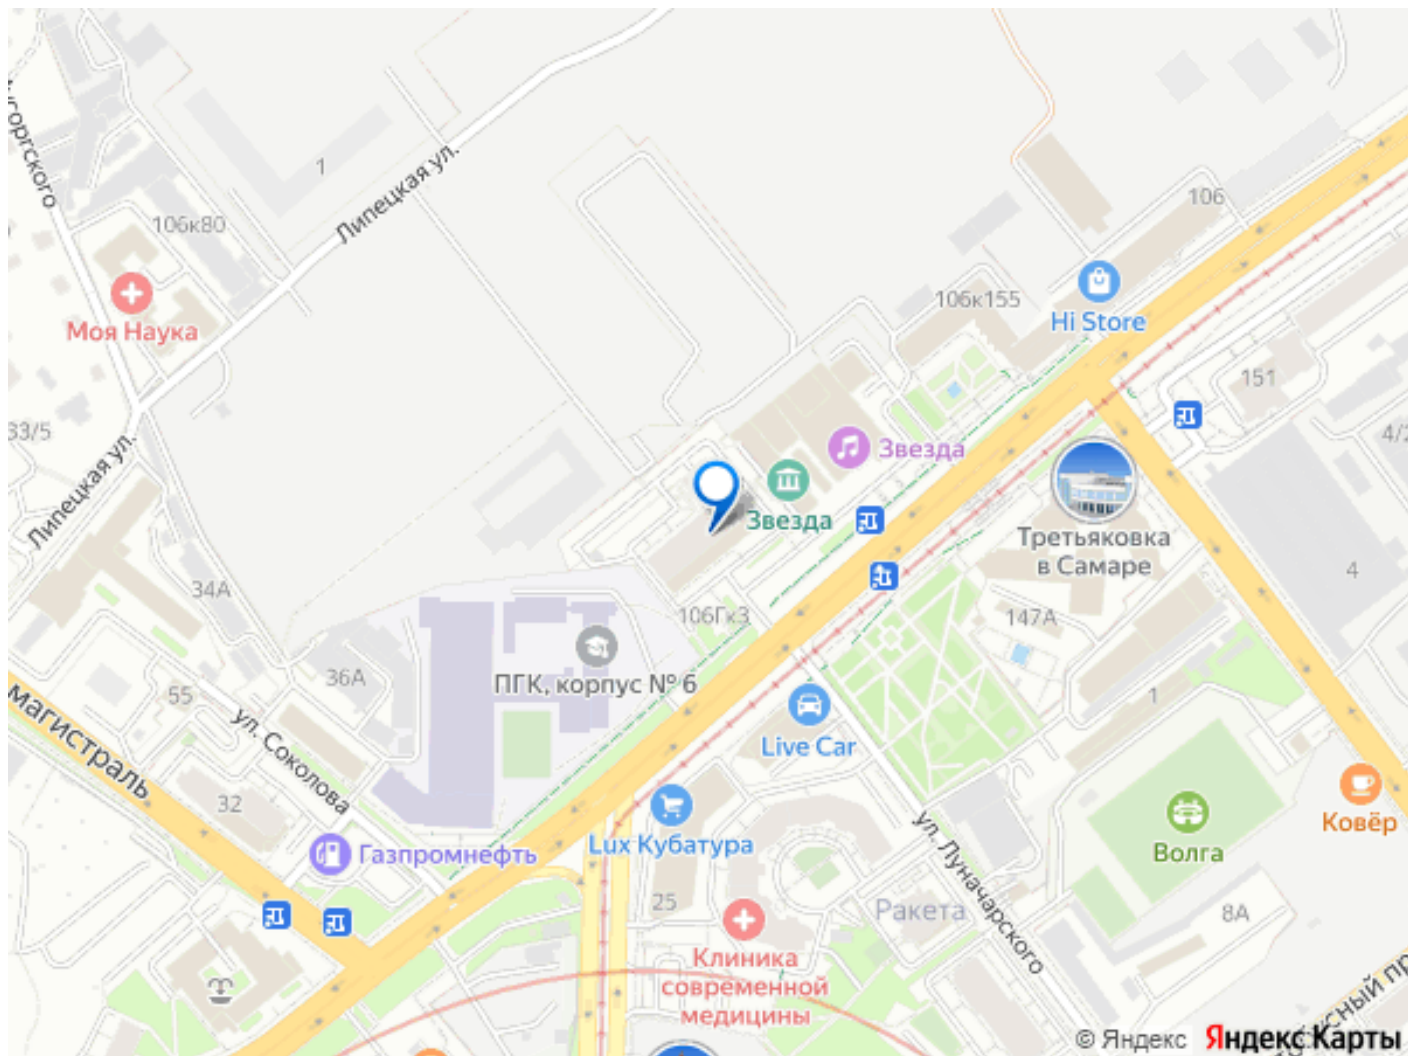 Липецкая ул.
1
106к80
106
Моя Наука
106к155
Hi Store
151
33/5
4/2
Липецкая ул.
Звезда
Звезда
Третьяковка
в Самаре
4
34А
106Гк3
147А
36А
ПГК, корпус № 6
55
1
магистраль
ул. Соколова
Live Car
32
Ковёр
Газпромнефть
Lux Кубатура
Волга
ул. Луначарского
25
Ракета
8А
Клиника
современной
медицины
© Яндекс Яндекс Карты